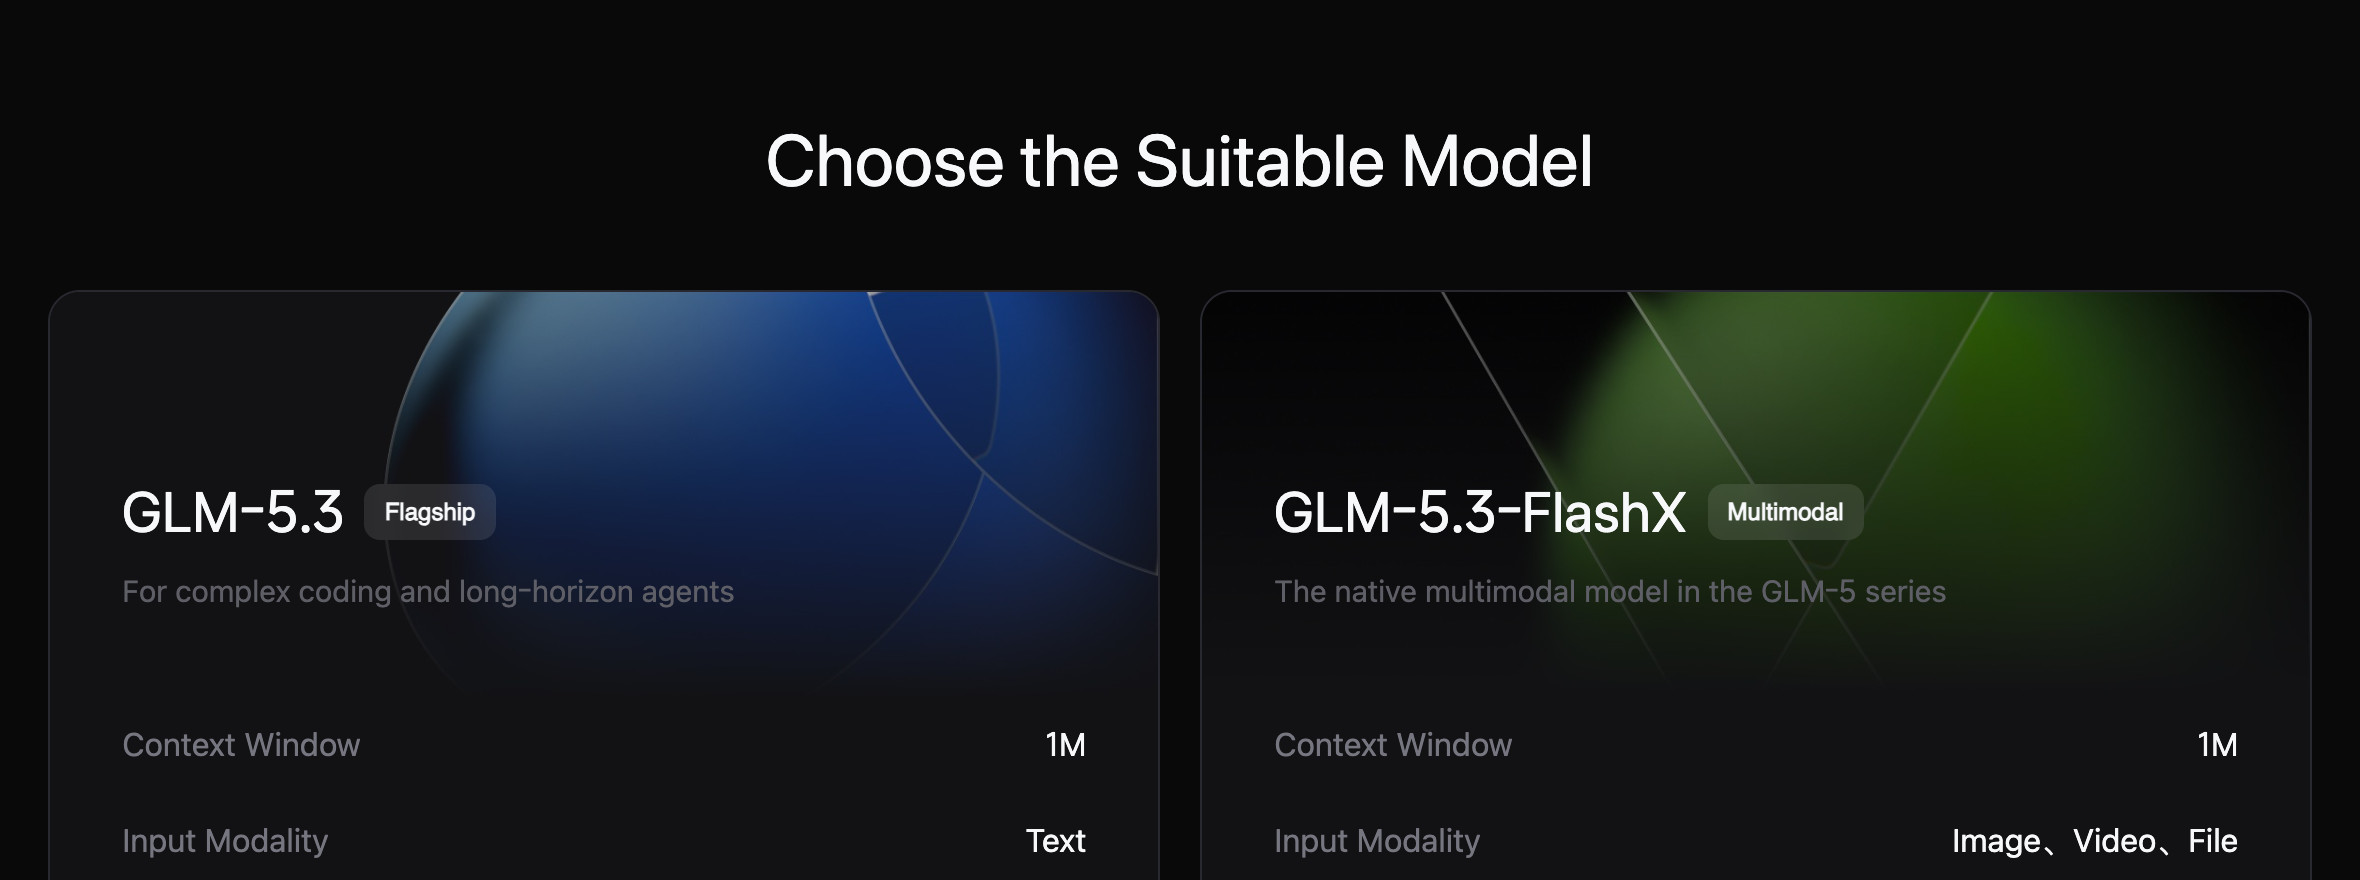 Choose the Suitable Model
GLM-5.3 Flagship
For complex coding and long-horizon agents
Context Window 1M
Input Modality Text
GLM-5.3-FlashX Multimodal
The native multimodal model in the GLM-5 series
Context Window 1M
Input Modality Image、Video、File